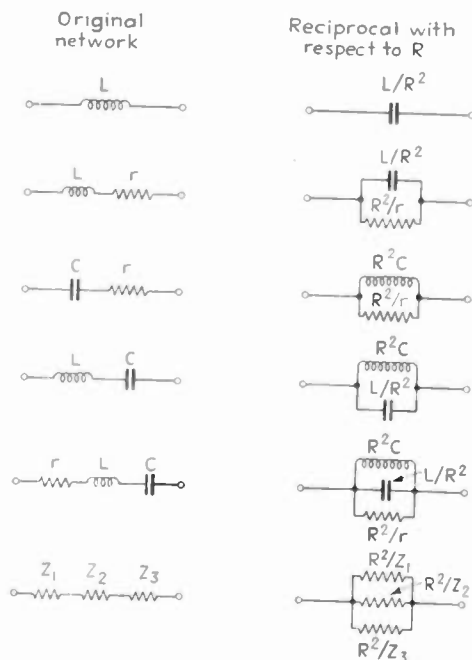 Original
network
Reciprocal with
respect to R
L
L/R²
L r
L/R²
R²/r
C r
R²C
R²/r
L C
R²C
L/R²
r L C
R²C
L/R²
R²/r
Z₁ Z₂ Z₃
R²/Z₁
R²/Z₂
R²/Z₃